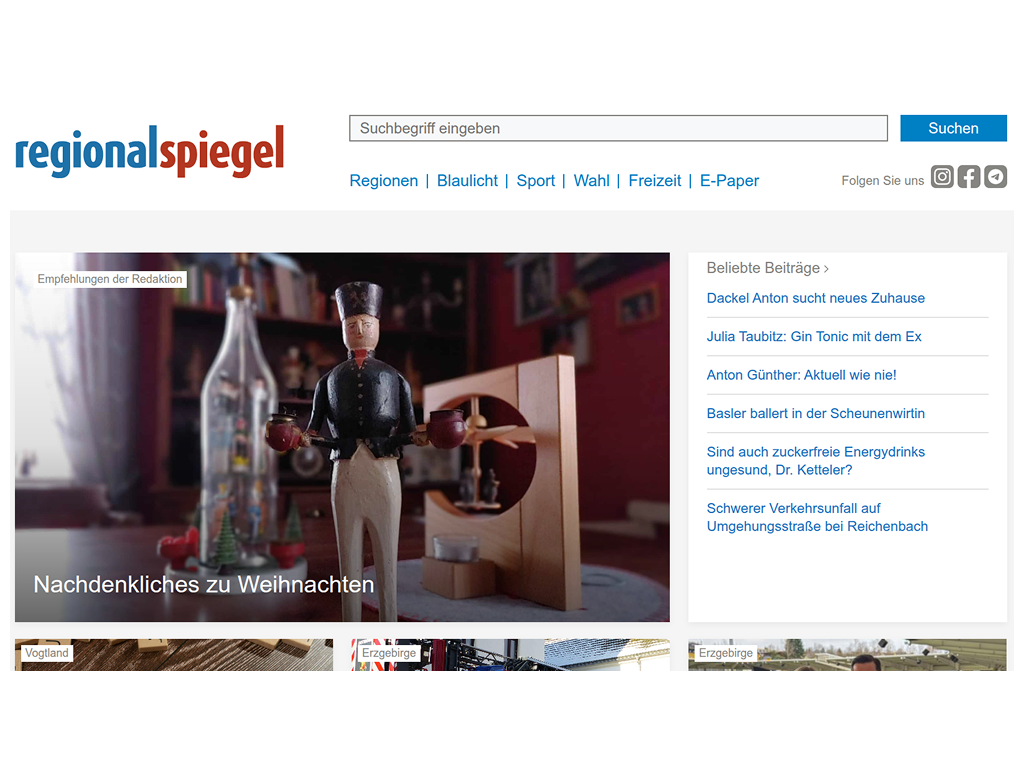 regionalspiegel
Suchbegriff eingeben
Suchen
Regionen | Blaulicht | Sport | Wahl | Freizeit | E-Paper
Folgen Sie uns
Empfehlungen der Redaktion
Nachdenkliches zu Weihnachten
Beliebte Beiträge ›
Dackel Anton sucht neues Zuhause
Julia Taubitz: Gin Tonic mit dem Ex
Anton Günther: Aktuell wie nie!
Basler ballert in der Scheunenwirtin
Sind auch zuckerfreie Energydrinks
ungesund, Dr. Ketteler?
Schwerer Verkehrsunfall auf
Umgehungsstraße bei Reichenbach
Vogtland
Erzgebirge
Erzgebirge